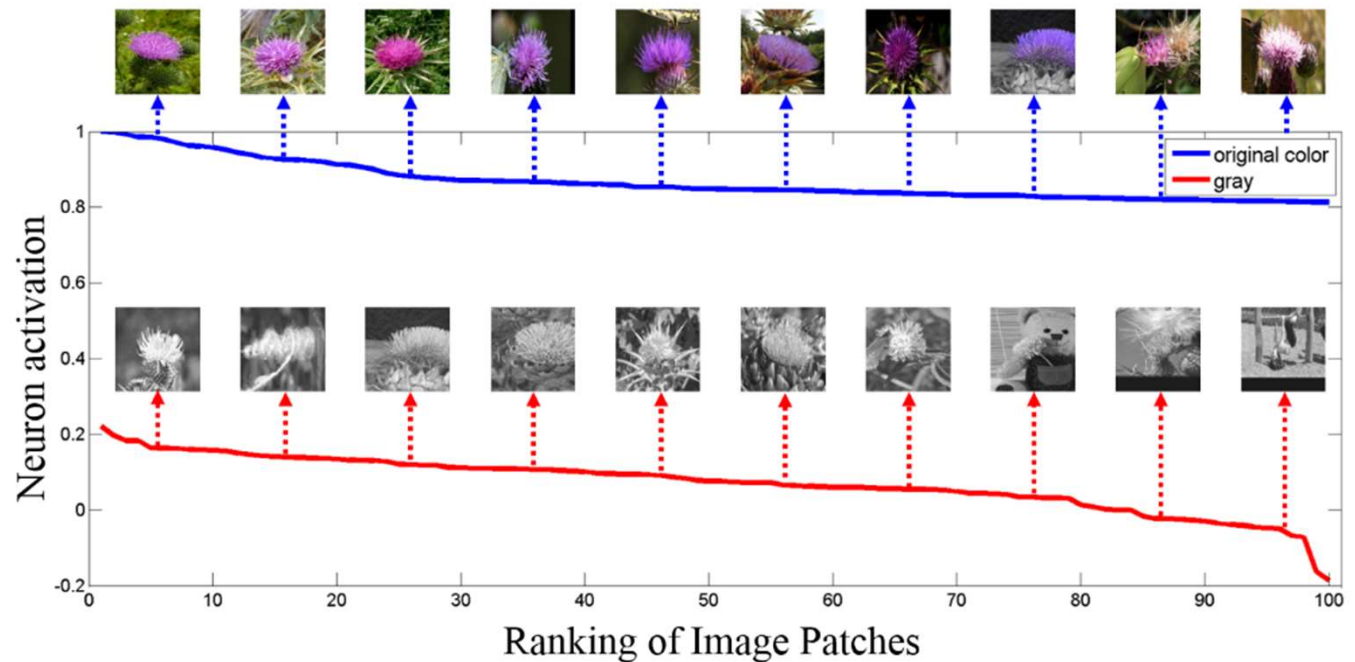 1
0.8
0.6
0.4
0.2
0
-0.2
Neuron activation
original color
gray
0 10 20 30 40 50 60 70 80 90 100
Ranking of Image Patches